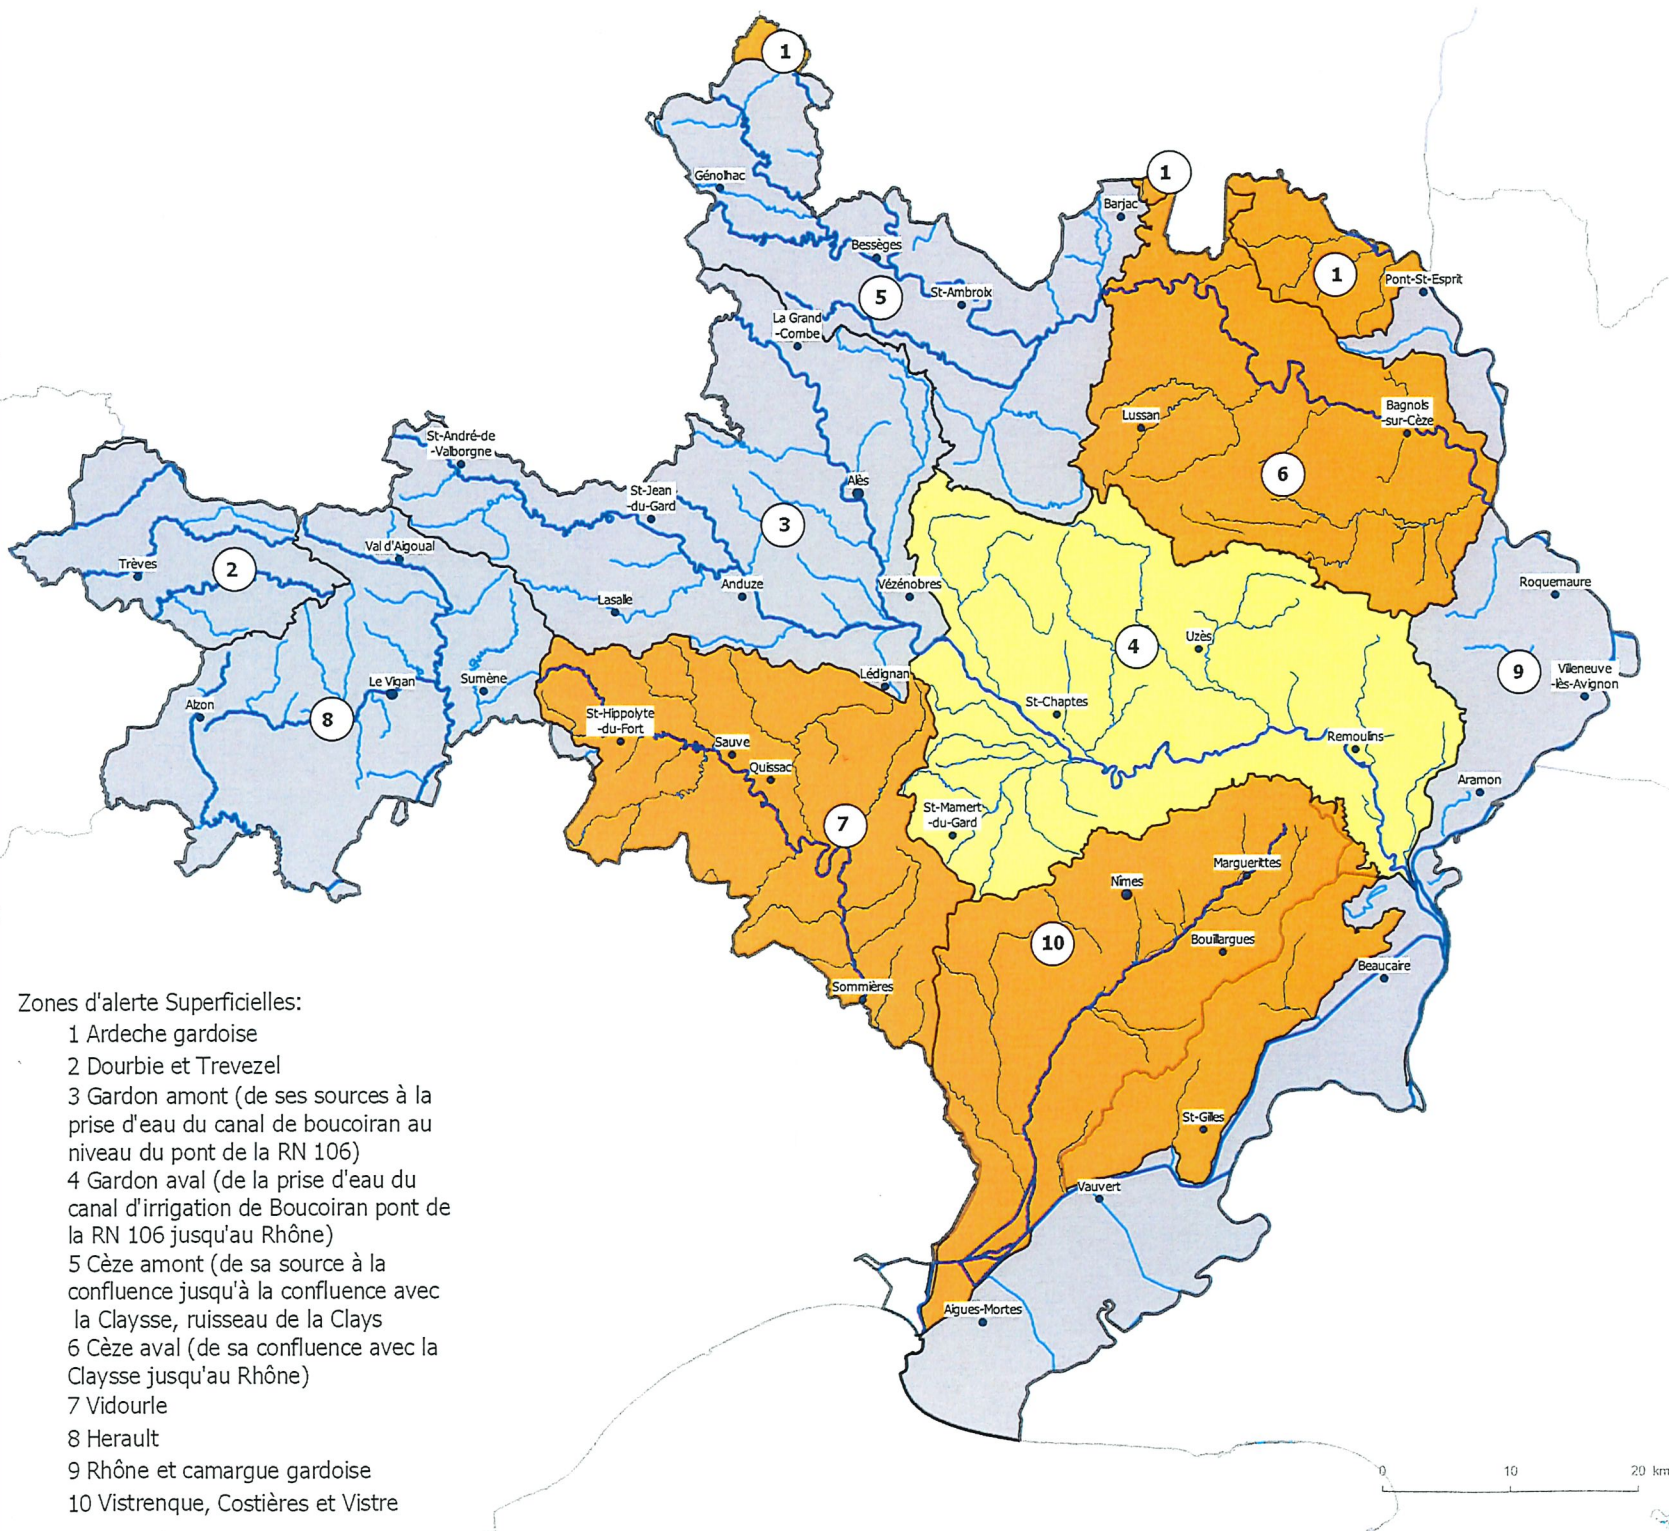 1
Génolhac
1
Barjac
Bessèges
1
Pont-St-Esprit
5
St-Ambroix
La Grand
-Combe
Lussan
Bagnols
-sur-Cèze
St-André-de
-Valborgne
6
Alès
St-Jean
-du-Gard
3
Val d'Aigoual
Trèves
2
Anduze
Vézénobres
Roquemaure
Lasalle
4
Uzès
9
Villeneuve
-lès-Avignon
Lédignan
Sumène
Le Vigan
Alzon
8
St-Chaptes
St-Hippolyte
-du-Fort
Sauve
Remoulins
Quissac
Aramon
St-Mamert
-du-Gard
7
Marguerittes
Nîmes
10
Bouillargues
Beaucaire
Sommières
St-Gilles
Vauvert
Aigues-Mortes
Zones d'alerte Superficielles:
1 Ardeche gardoise
2 Dourbie et Trevezel
3 Gardon amont (de ses sources à la
prise d'eau du canal de boucoiran au
niveau du pont de la RN 106)
4 Gardon aval (de la prise d'eau du
canal d'irrigation de Boucoiran pont de
la RN 106 jusqu'au Rhône)
5 Cèze amont (de sa source à la
confluence jusqu'à la confluence avec
la Claysse, ruisseau de la Clays
6 Cèze aval (de sa confluence avec la
Claysse jusqu'au Rhône)
7 Vidourle
8 Herault
9 Rhône et camargue gardoise
10 Vistrenque, Costières et Vistre
0 10 20 km